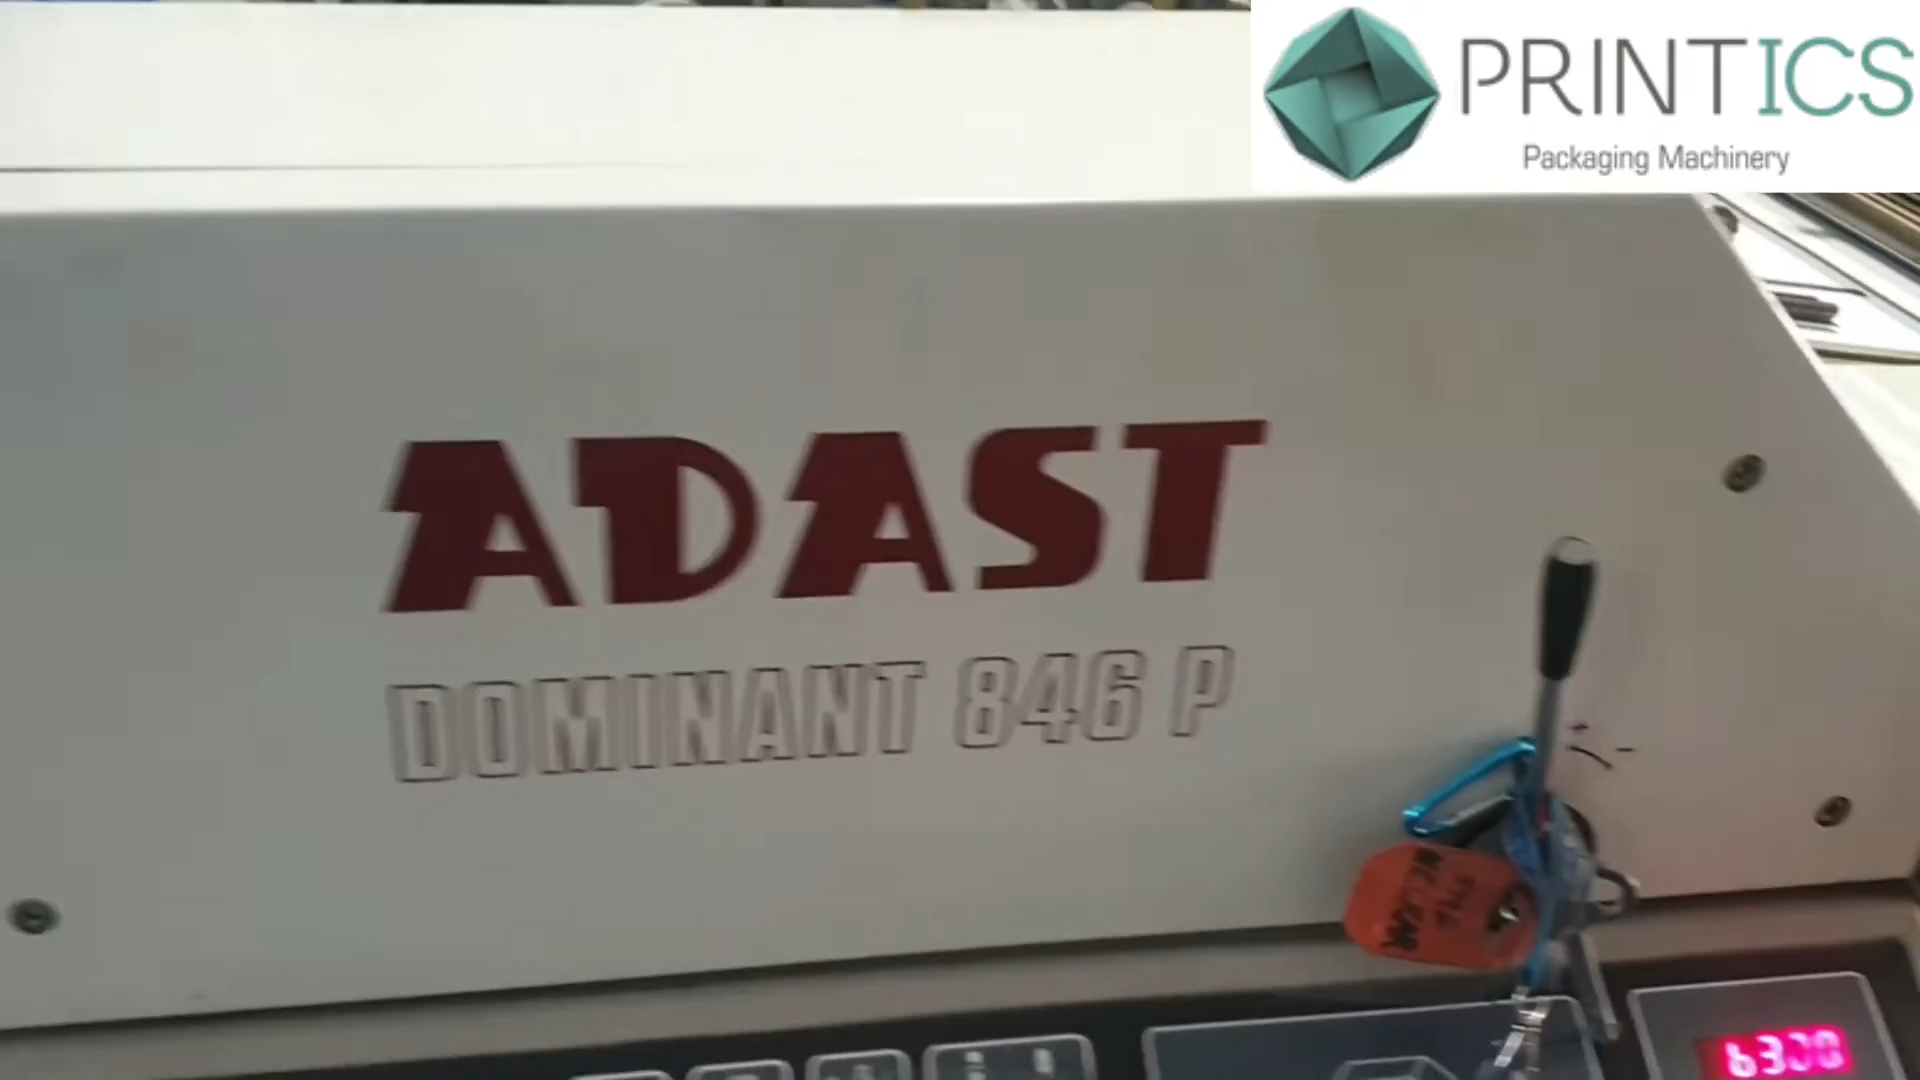 PRINTICS
Packaging Machinery
ADAST
DOMINANT 846 P
+
-
6300